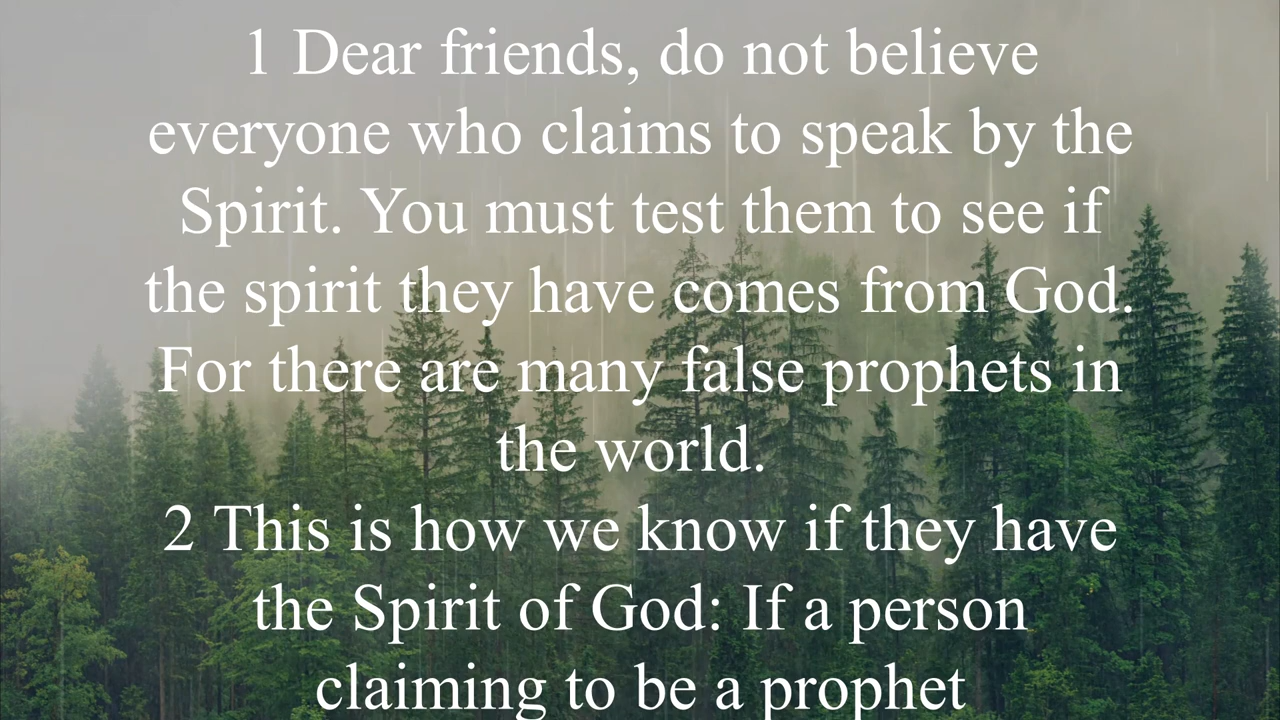 1 Dear friends, do not believe
everyone who claims to speak by the
Spirit. You must test them to see if
the spirit they have comes from God.
For there are many false prophets in
the world.
2 This is how we know if they have
the Spirit of God: If a person
claiming to be a prophet